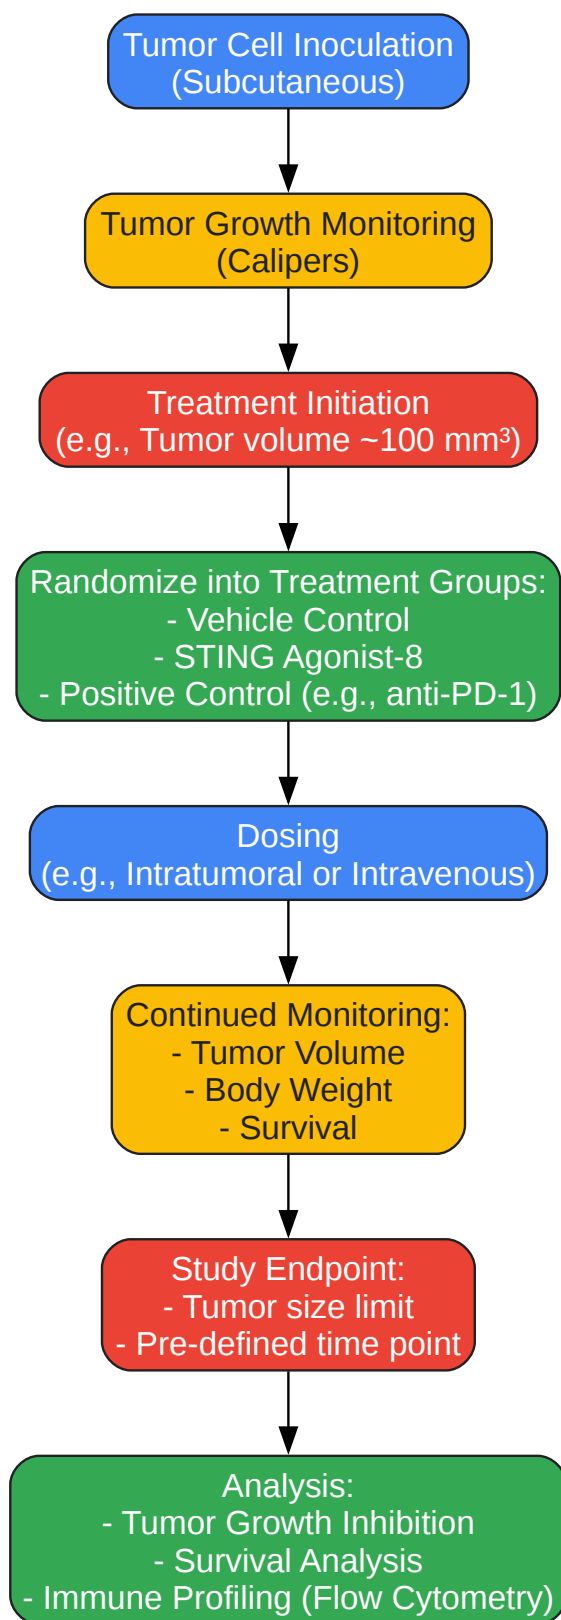 Tumor Cell Inoculation
(Subcutaneous)
Tumor Growth Monitoring
(Calipers)
Treatment Initiation
(e.g., Tumor volume ~100 mm³)
Randomize into Treatment Groups:
- Vehicle Control
- STING Agonist-8
- Positive Control (e.g., anti-PD-1)
Dosing
(e.g., Intratumoral or Intravenous)
Continued Monitoring:
- Tumor Volume
- Body Weight
- Survival
Study Endpoint:
- Tumor size limit
- Pre-defined time point
Analysis:
- Tumor Growth Inhibition
- Survival Analysis
- Immune Profiling (Flow Cytometry)